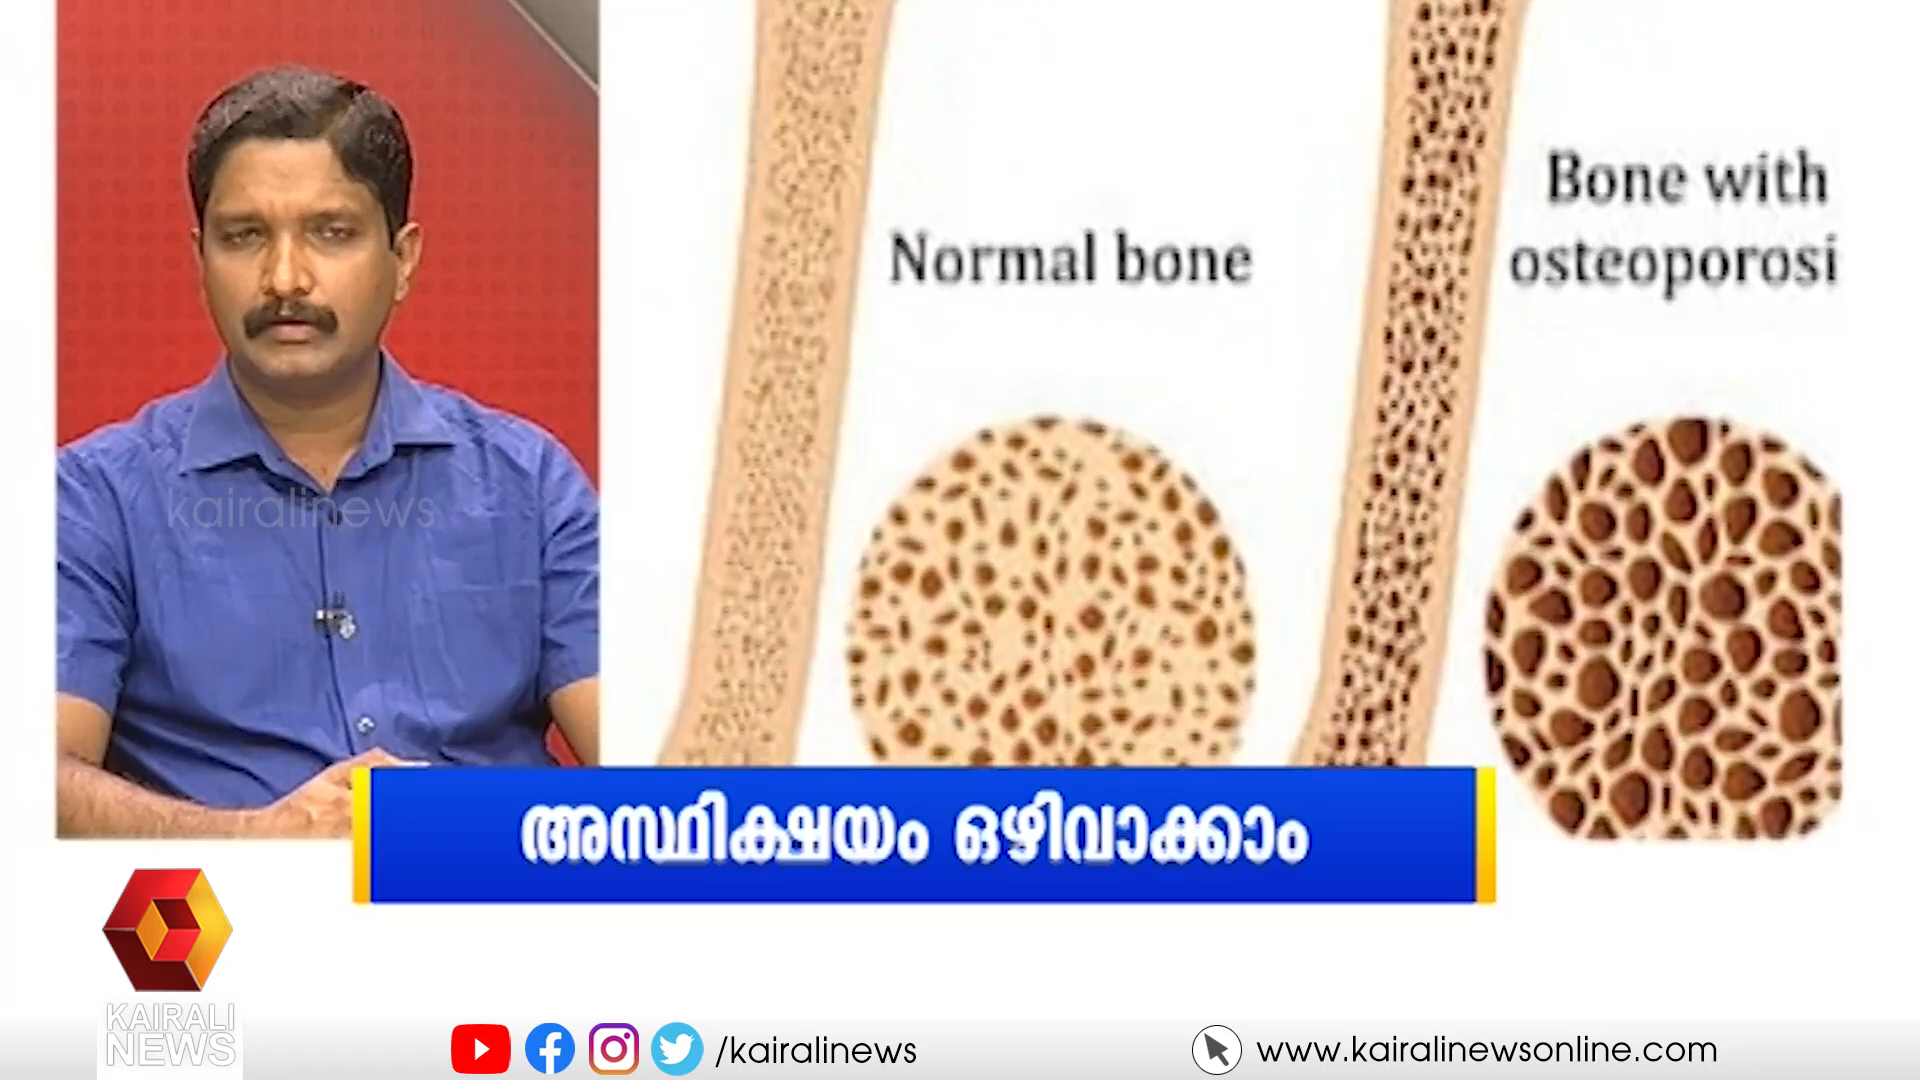 Normal bone
Bone with
osteoporosi
kairalinews
അസ്ഥിക്ഷയം ഒഴിവാക്കാം
KAIRALI
NEWS
/kairalinews
www.kairalinewsonline.com